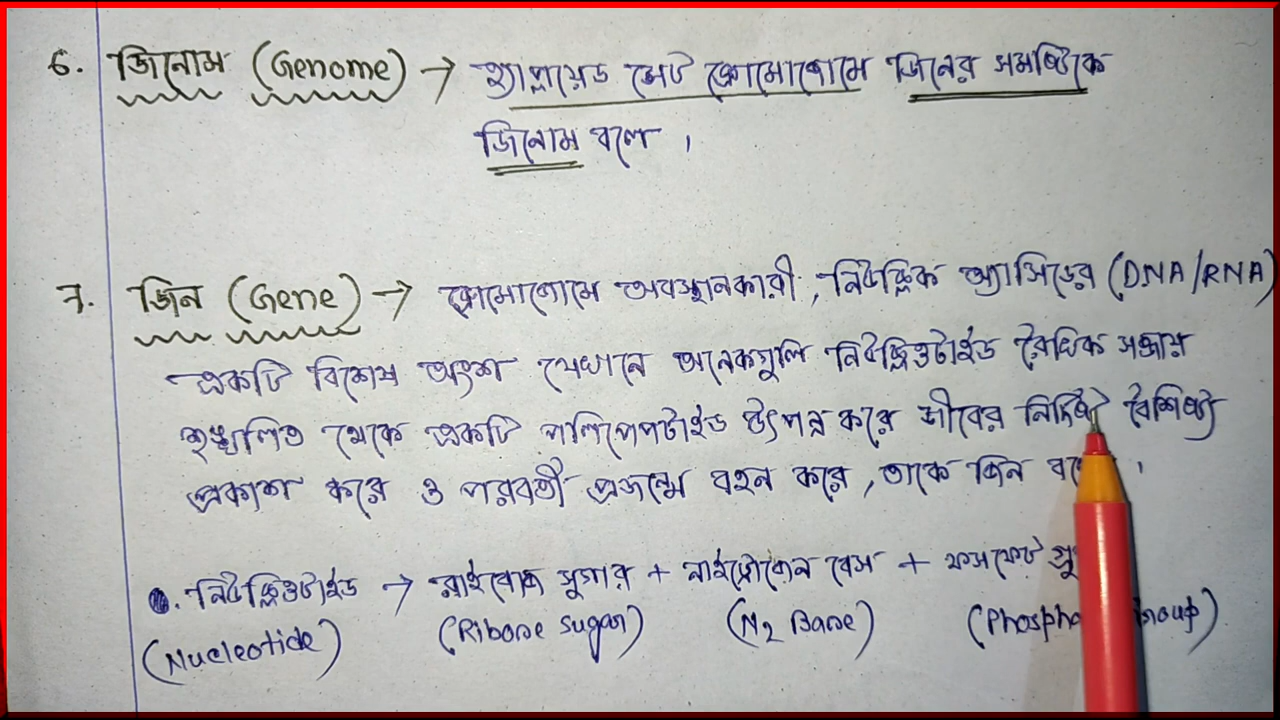 6. জিনোম (Genome) → হ্যাপ্লয়েড সেট ক্রোমোজোমে জিনের সমষ্টিকে
জিনোম বলে ।
7. জিন (Gene) → ক্রোমোজোমে অবস্থানকারী, নিউক্লিক অ্যাসিডের (DNA/RNA)
একটি বিশেষ অংশ যেখানে অনেকগুলি নিউক্লিওটাইড রৈখিক সজ্জায়
শৃঙ্খলিত থেকে একটি পলিপেপটাইড উৎপন্ন করে জীবের নির্দিষ্ট বৈশিষ্ট্য
প্রকাশ করে ও পরবর্তী প্রজন্মে বহন করে, তাকে জিন ।
নিউক্লিওটাইড → রাইবোজ সুগার + নাইট্রোজেন বেস + ফসফেট
(Nucleotide) (Ribose sugar) (N₂ Base)